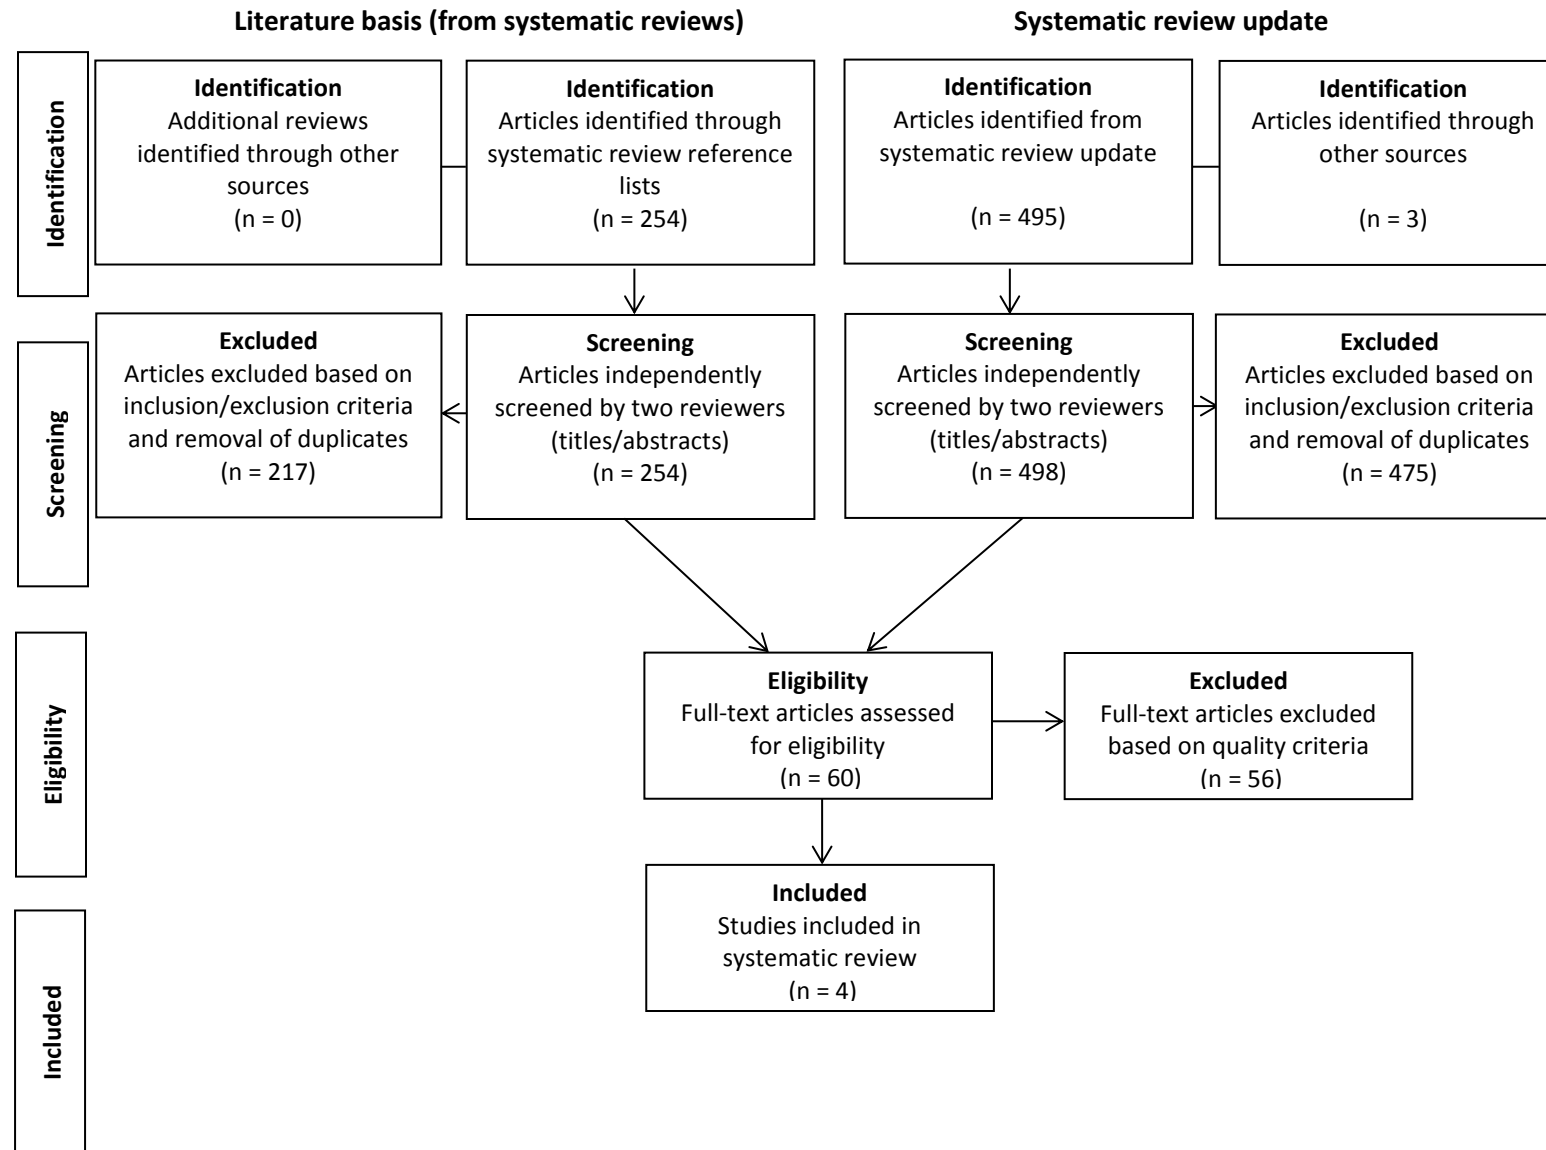 Literature basis (from systematic reviews)
Systematic review update
Identification
Identification
Additional reviews
identified through other
sources
(n = 0)
Identification
Articles identified through
systematic review reference
lists
(n = 254)
Identification
Articles identified from
systematic review update
(n = 495)
Identification
Articles identified through
other sources
(n = 3)
Screening
Excluded
Articles excluded based on
inclusion/exclusion criteria
and removal of duplicates
(n = 217)
Screening
Articles independently
screened by two reviewers
(titles/abstracts)
(n = 254)
Screening
Articles independently
screened by two reviewers
(titles/abstracts)
(n = 498)
Excluded
Articles excluded based on
inclusion/exclusion criteria
and removal of duplicates
(n = 475)
Eligibility
Eligibility
Full-text articles assessed
for eligibility
(n = 60)
Excluded
Full-text articles excluded
based on quality criteria
(n = 56)
Included
Included
Studies included in
systematic review
(n = 4)